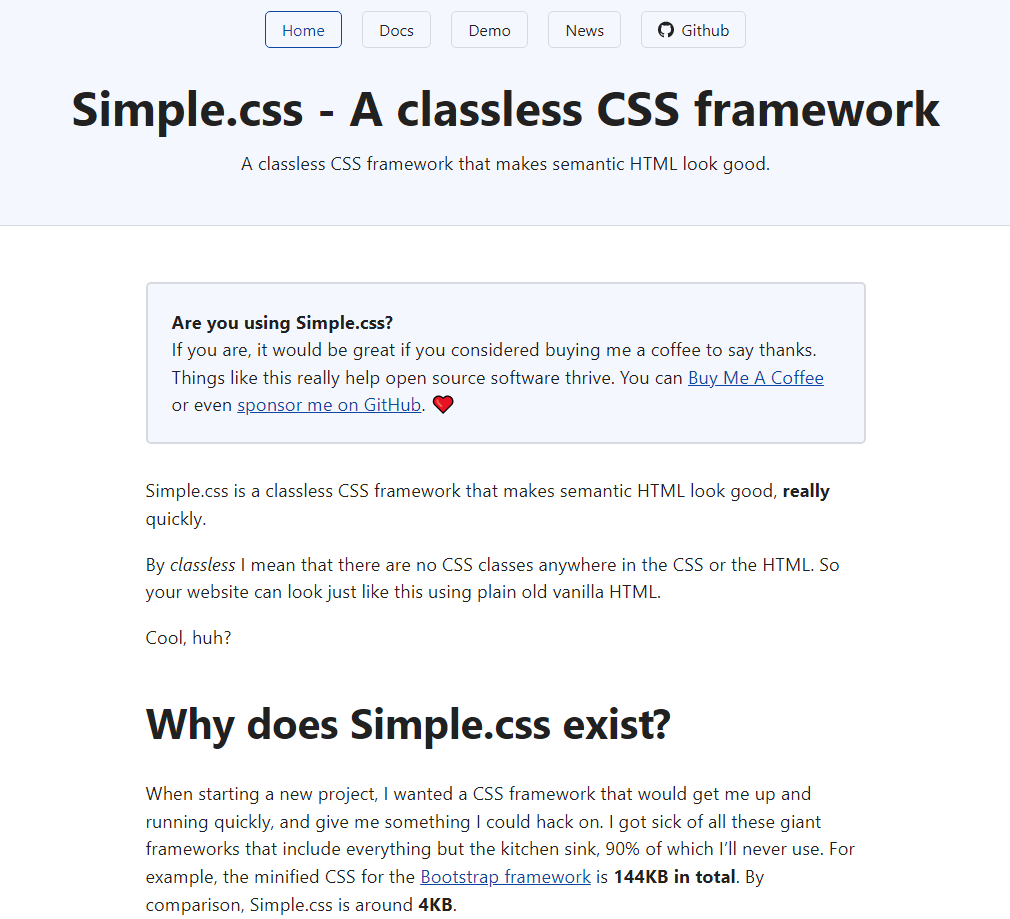 Home Docs Demo News Github
Simple.css - A classless CSS framework
A classless CSS framework that makes semantic HTML look good.
Are you using Simple.css?
If you are, it would be great if you considered buying me a coffee to say thanks.
Things like this really help open source software thrive. You can Buy Me A Coffee
or even sponsor me on GitHub. ❤️
Simple.css is a classless CSS framework that makes semantic HTML look good, really
quickly.
By classless I mean that there are no CSS classes anywhere in the CSS or the HTML. So
your website can look just like this using plain old vanilla HTML.
Cool, huh?
Why does Simple.css exist?
When starting a new project, I wanted a CSS framework that would get me up and
running quickly, and give me something I could hack on. I got sick of all these giant
frameworks that include everything but the kitchen sink, 90% of which I’ll never use. For
example, the minified CSS for the Bootstrap framework is 144KB in total. By
comparison, Simple.css is around 4KB.